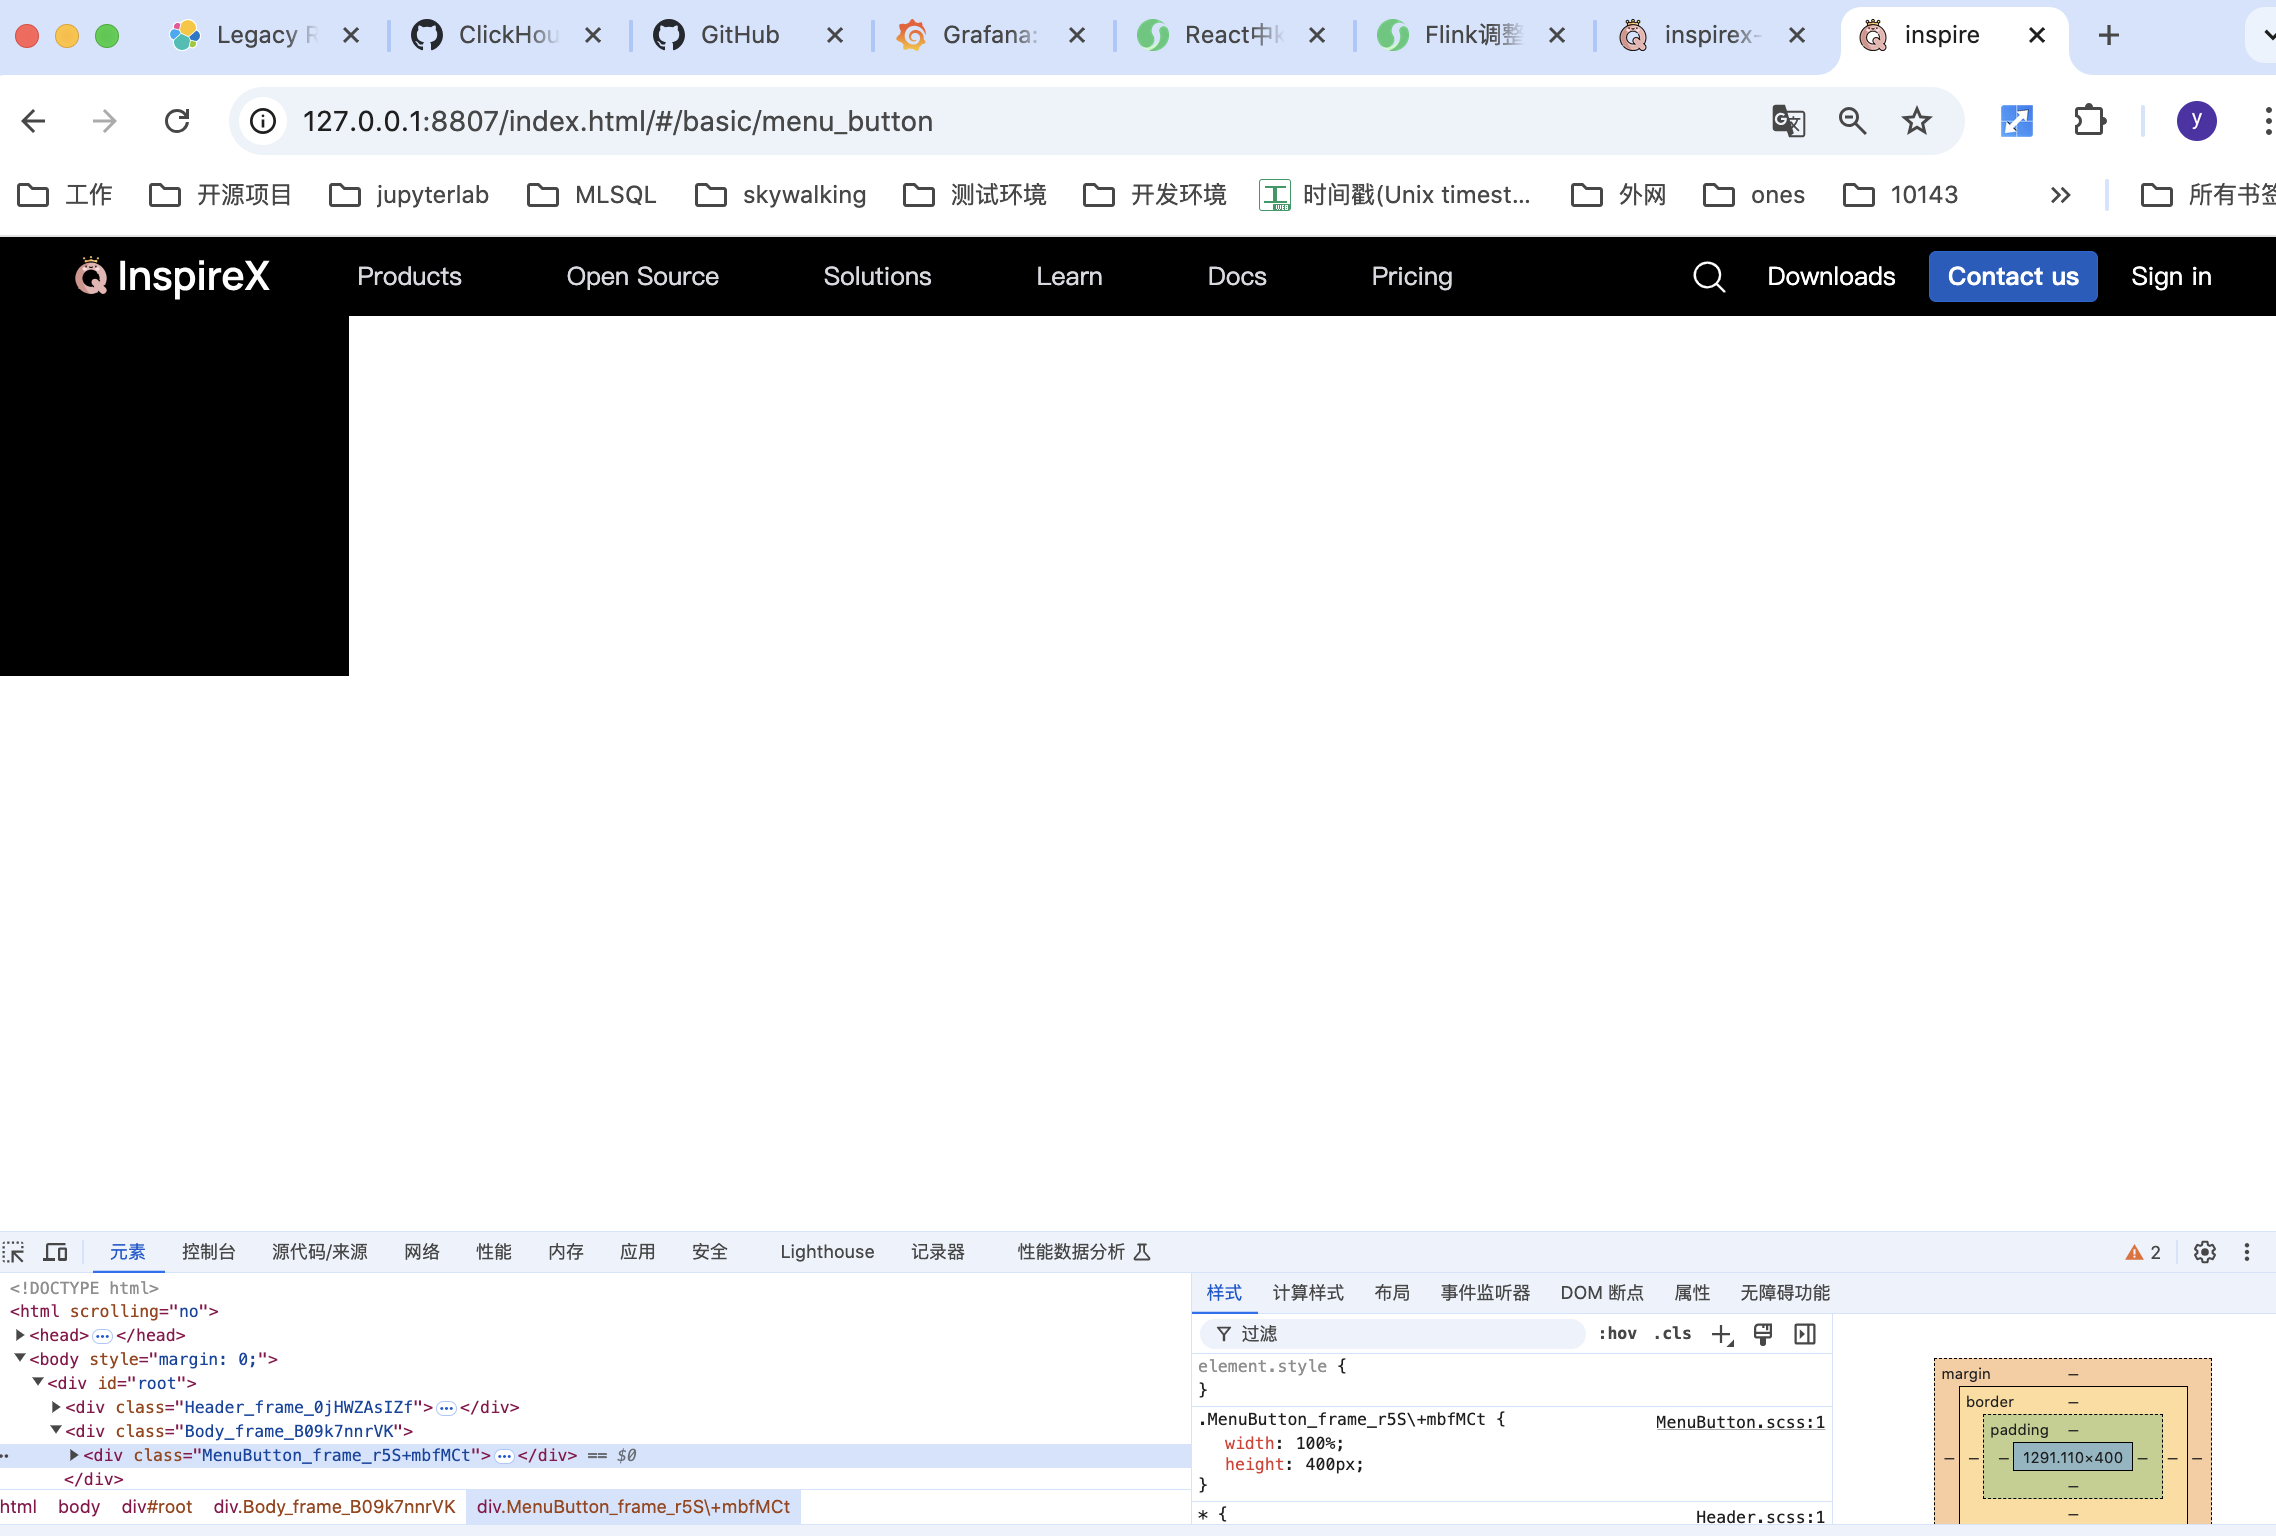 Legacy R
ClickHou
GitHub
Grafana:
React中k
Flink调整
inspirex-
inspire
127.0.0.1:8807/index.html/#/basic/menu_button
y
工作
开源项目
jupyterlab
MLSQL
skywalking
测试环境
开发环境
时间戳(Unix timest...
外网
ones
10143
所有书签
InspireX
Products
Open Source
Solutions
Learn
Docs
Pricing
Downloads
Contact us
Sign in
元素
控制台
源代码/来源
网络
性能
内存
应用
安全
Lighthouse
记录器
性能数据分析
2
<!DOCTYPE html>
<html scrolling="no">
<head>…</head>
<body style="margin: 0;">
<div id="root">
<div class="Header_frame_0jHWZAsIZf">…</div>
<div class="Body_frame_B09k7nnrVK">
<div class="MenuButton_frame_r5S+mbfMCt">…</div> == $0
</div>
html body div#root div.Body_frame_B09k7nnrVK div.MenuButton_frame_r5S\+mbfMCt
样式
计算样式
布局
事件监听器
DOM 断点
属性
无障碍功能
过滤
:hov .cls
element.style {
}
.MenuButton_frame_r5S\+mbfMCt {
MenuButton.scss:1
width: 100%;
height: 400px;
}
* {
Header.scss:1
margin –
border –
padding –
– – – 1291.110×400 – – –
–
–